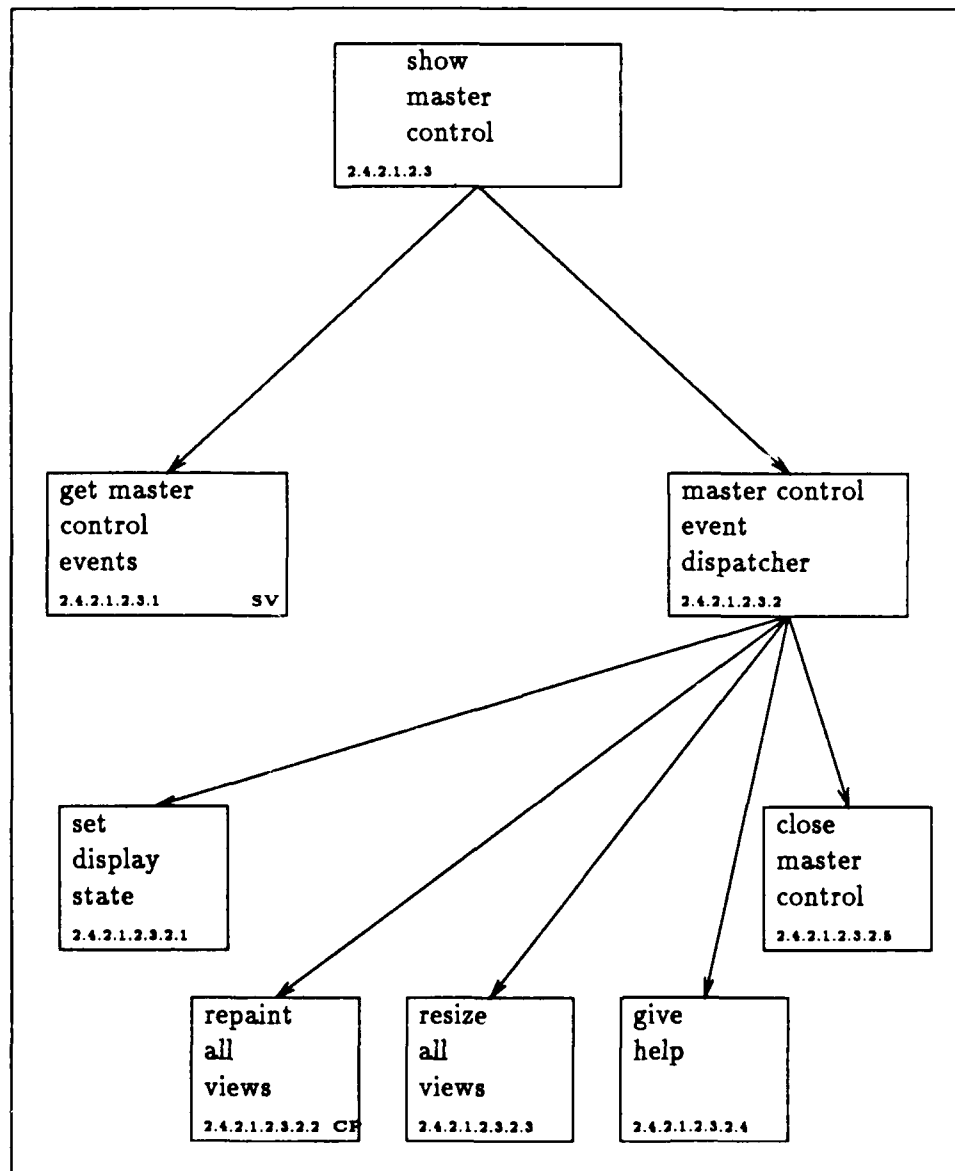 show
master
control
2.4.2.1.2.3
get master
control
events
2.4.2.1.2.3.1 SV
master control
event
dispatcher
2.4.2.1.2.3.2
set
display
state
2.4.2.1.2.3.2.1
close
master
control
2.4.2.1.2.3.2.5
repaint
all
views
2.4.2.1.2.3.2.2
resize
all
views
2.4.2.1.2.3.2.3
give
help
2.4.2.1.2.3.2.4